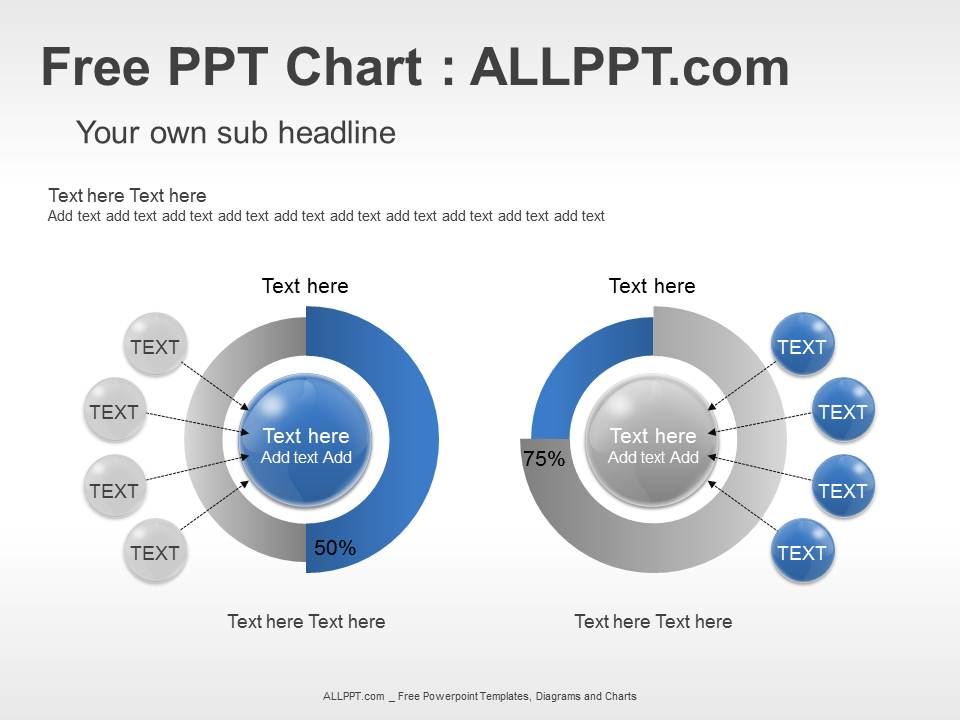 Free PPT Chart : ALLPPT.com
Your own sub headline
Text here Text here
Add text add text add text add text add text add text add text add text add text add text
Text here
TEXT
TEXT
TEXT
TEXT
Text here
Add text Add
50%
Text here Text here
Text here
75%
Text here
Add text Add
TEXT
TEXT
TEXT
TEXT
Text here Text here
ALLPPT.com _ Free Powerpoint Templates, Diagrams and Charts